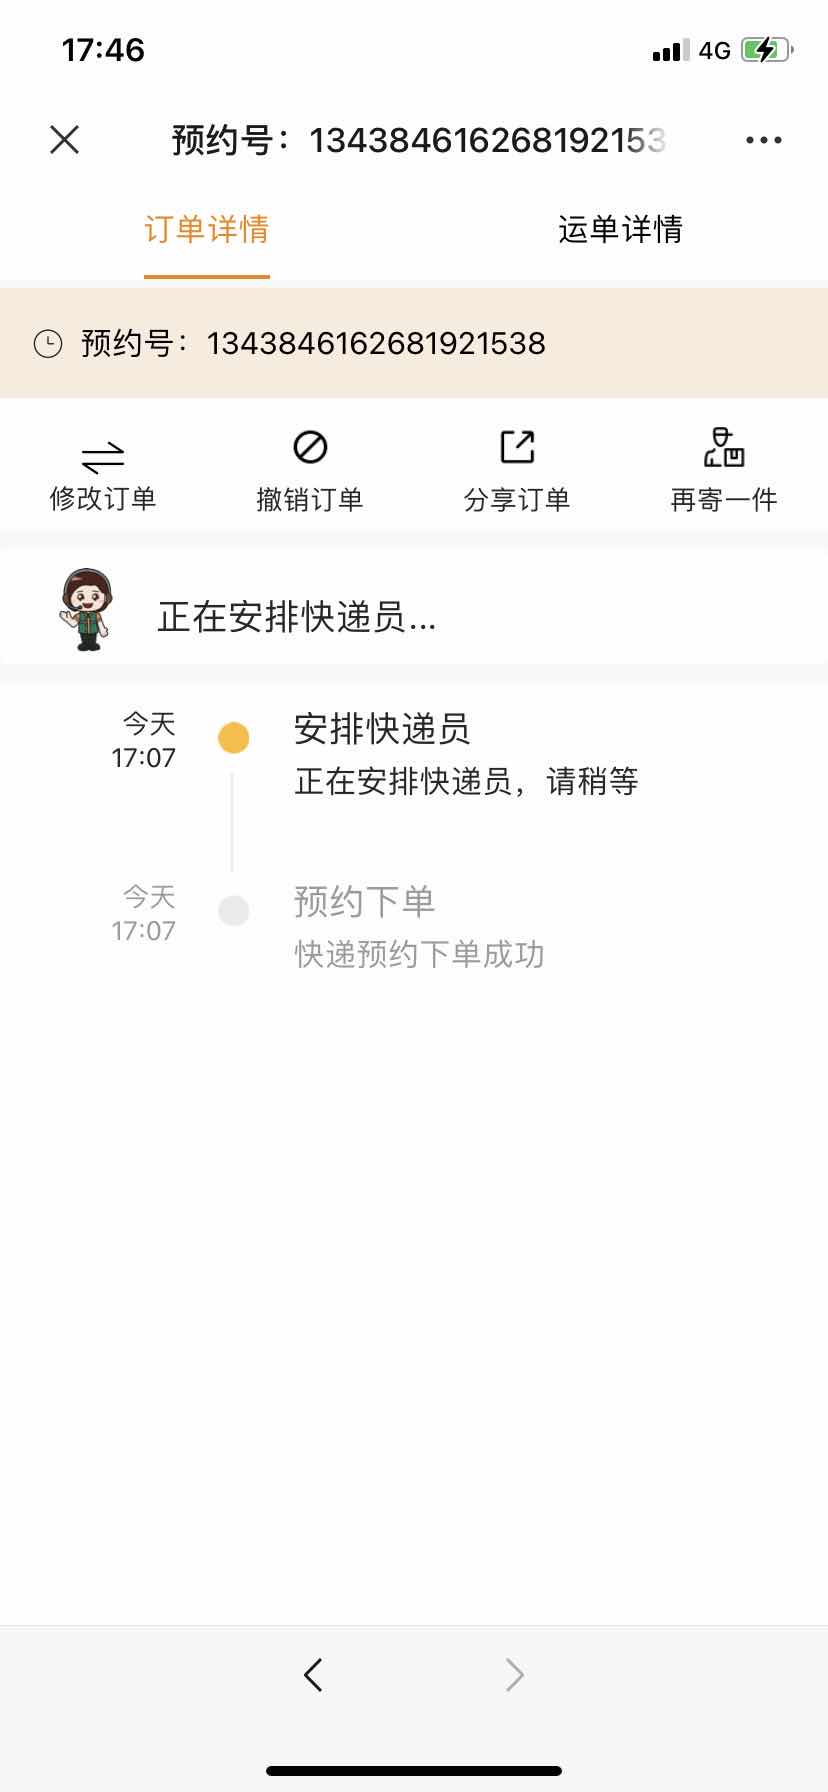 17:46
4G
预约号：134384616268192153
订单详情
运单详情
预约号：1343846162681921538
修改订单
撤销订单
分享订单
再寄一件
正在安排快递员...
今天
17:07
安排快递员
正在安排快递员，请稍等
今天
17:07
预约下单
快递预约下单成功